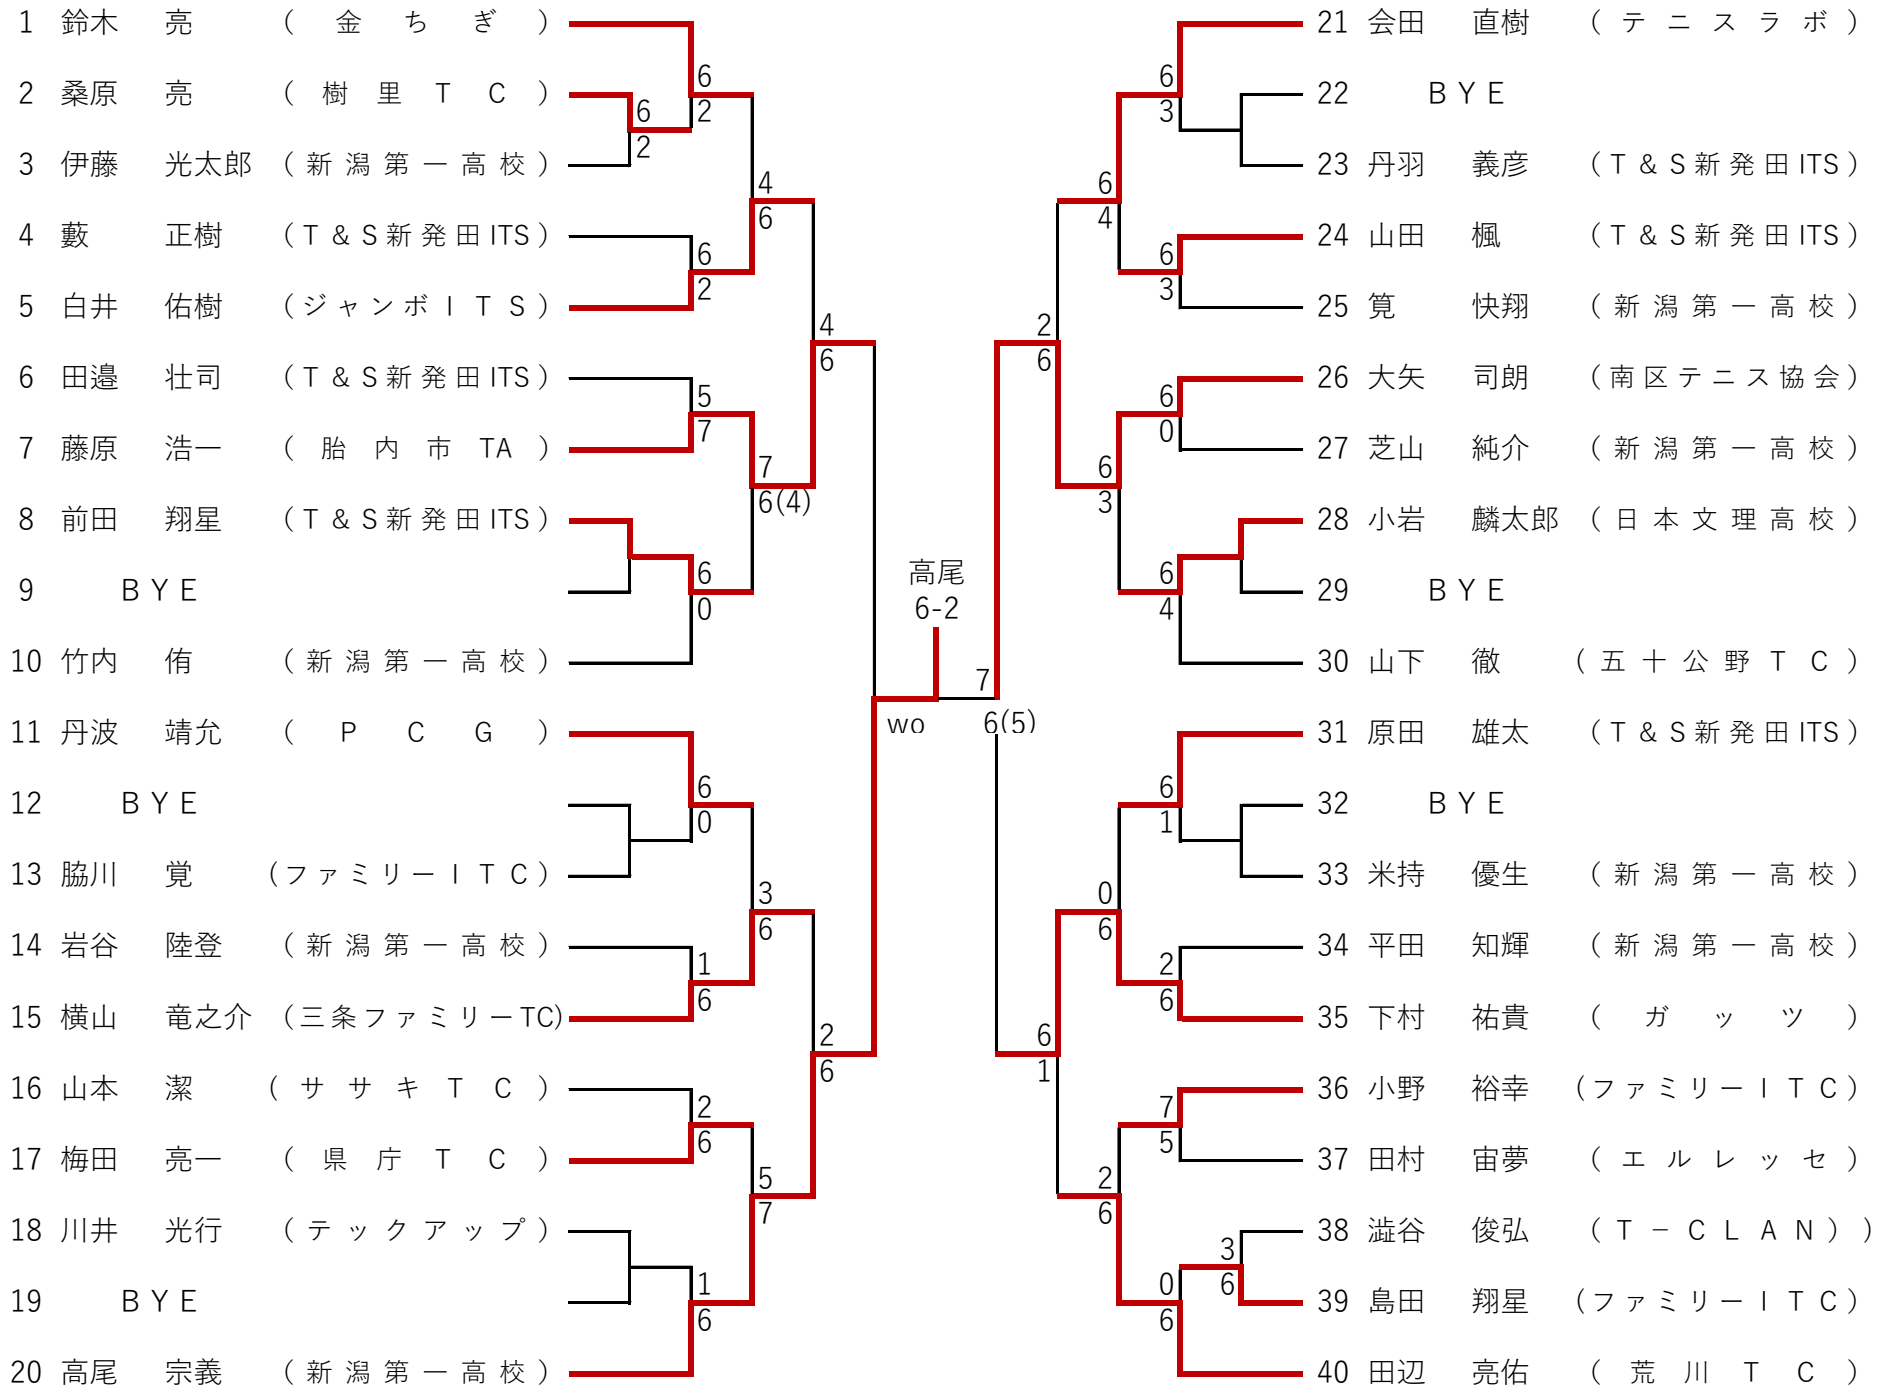 1 鈴木 亮 (金ちぎ)
2 桑原 亮 (樹里TC)
3 伊藤 光太郎 (新潟第一高校)
4 藪 正樹 (T&S新発田ITS)
5 白井 佑樹 (ジャンボITS)
6 田邉 壮司 (T&S新発田ITS)
7 藤原 浩一 (胎内市TA)
8 前田 翔星 (T&S新発田ITS)
9 BYE
10 竹内 侑 (新潟第一高校)
11 丹波 靖允 (PCG)
12 BYE
13 脇川 覚 (ファミリーITC)
14 岩谷 陸登 (新潟第一高校)
15 横山 竜之介 (三条ファミリーTC)
16 山本 潔 (ササキTC)
17 梅田 亮一 (県庁TC)
18 川井 光行 (テックアップ)
19 BYE
20 高尾 宗義 (新潟第一高校)
6
2
6
2
6
2
5
7
6
0
6
0
1
6
2
6
1
6
4
6
7
6(4)
3
6
5
7
4
6
2
6
wo
高尾
6-2
7
6(5)
2
6
6
1
6
4
6
3
0
6
2
6
6
3
6
3
6
0
6
4
6
1
2
6
7
5
0
6
3
6
21 会田 直樹 (テニスラボ)
22 BYE
23 丹羽 義彦 (T&S新発田ITS)
24 山田 楓 (T&S新発田ITS)
25 筧 快翔 (新潟第一高校)
26 大矢 司朗 (南区テニス協会)
27 芝山 純介 (新潟第一高校)
28 小岩 麟太郎 (日本文理高校)
29 BYE
30 山下 徹 (五十公野TC)
31 原田 雄太 (T&S新発田ITS)
32 BYE
33 米持 優生 (新潟第一高校)
34 平田 知輝 (新潟第一高校)
35 下村 祐貴 (ガッツ)
36 小野 裕幸 (ファミリーITC)
37 田村 宙夢 (エルレッセ)
38 澁谷 俊弘 (T－CLAN))
39 島田 翔星 (ファミリーITC)
40 田辺 亮佑 (荒川TC)